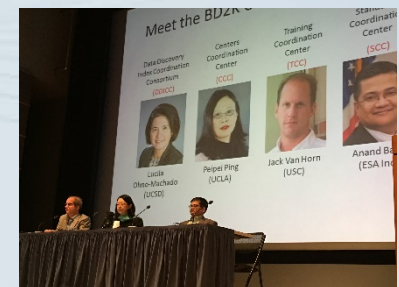 Meet the BD2K
Data Discovery
Index Coordination
Consortium
(DDICC)
Lucila
Ohno-Machado
(UCSD)
Centers
Coordination
Center
(CCC)
Peipei Ping
(UCLA)
Training
Coordination
Center
(TCC)
Jack Van Horn
(USC)
Center
(SCC)
Anand
(ESA